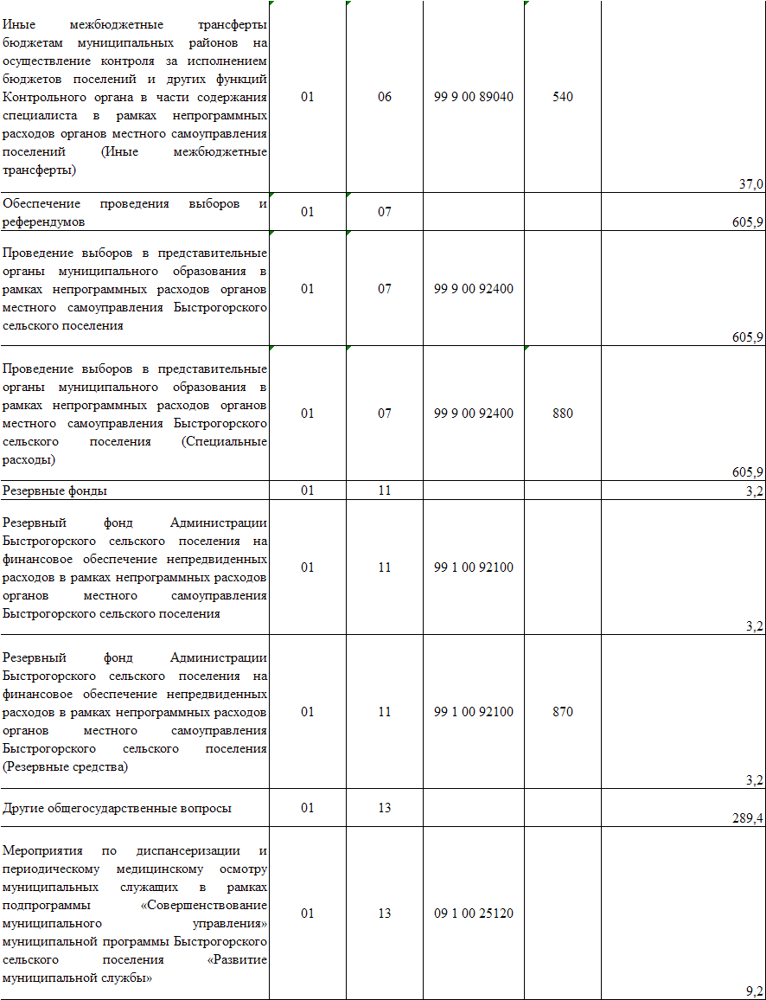 Иные межбюджетные трансферты
бюджетам муниципальных районов на
осуществление контроля за исполнением
бюджетов поселений и других функций
Контрольного органа в части содержания
специалиста в рамках непрограммных
расходов органов местного самоуправления
поселений (Иные межбюджетные
трансферты)
01 06 99 9 00 89040 540
37,0
Обеспечение проведения выборов и
референдумов
01 07
605,9
Проведение выборов в представительные
органы муниципального образования в
рамках непрограммных расходов органов
местного самоуправления Быстрогорского
сельского поселения
01 07 99 9 00 92400
605,9
Проведение выборов в представительные
органы муниципального образования в
рамках непрограммных расходов органов
местного самоуправления Быстрогорского
сельского поселения (Специальные
расходы)
01 07 99 9 00 92400 880
605,9
Резервные фонды 01 11 3,2
Резервный фонд Администрации
Быстрогорского сельского поселения на
финансовое обеспечение непредвиденных
расходов в рамках непрограммных расходов
органов местного самоуправления
Быстрогорского сельского поселения
01 11 99 1 00 92100
3,2
Резервный фонд Администрации
Быстрогорского сельского поселения на
финансовое обеспечение непредвиденных
расходов в рамках непрограммных расходов
органов местного самоуправления
Быстрогорского сельского поселения
(Резервные средства)
01 11 99 1 00 92100 870
3,2
Другие общегосударственные вопросы 01 13
289,4
Мероприятия по диспансеризации и
периодическому медицинскому осмотру
муниципальных служащих в рамках
подпрограммы «Совершенствование
муниципального управления»
муниципальной программы Быстрогорского
сельского поселения «Развитие
муниципальной службы»
01 13 09 1 00 25120
9,2